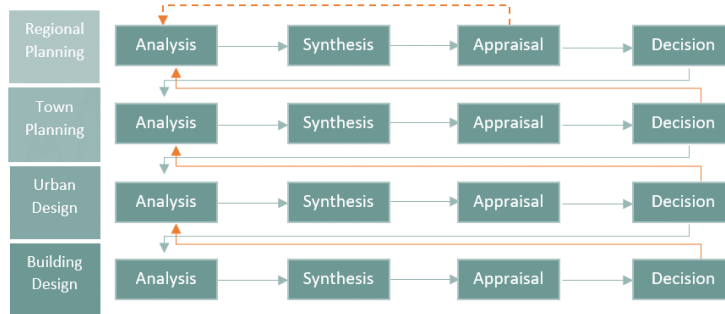 Regional
Planning
Analysis
Synthesis
Appraisal
Decision
Town
Planning
Analysis
Synthesis
Appraisal
Decision
Urban
Design
Analysis
Synthesis
Appraisal
Decision
Building
Design
Analysis
Synthesis
Appraisal
Decision